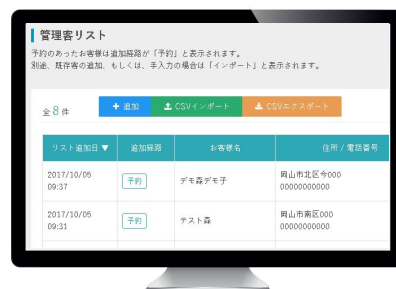 管理客リスト
予約のあったお客様は追加経路が「予約」と表示されます。
別途、既存客の追加、もしくは、手入力の場合は「インポート」と表示されます。
全8件
+ 追加
CSVインポート
CSVエクスポート
リスト追加日▼ 追加経路 お客様名 住所 / 電話番号
2017/10/05 予約 デモ森デモ子 岡山市北区今000
09:37 00000000000
2017/10/05 予約 テスト森 岡山市南区000
09:31 00000000000